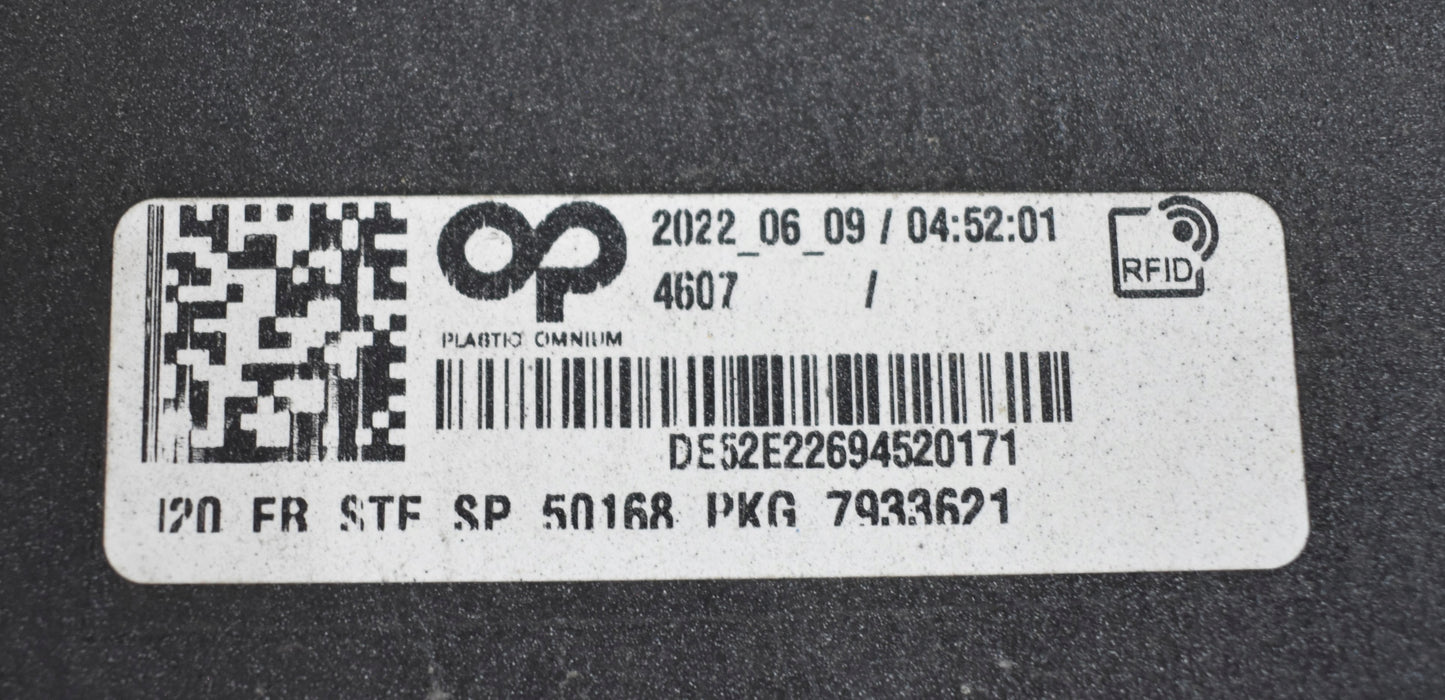 2022_06_09 / 04:52:01
RFID
4607 /
PLASTIC OMNIUM
DE52E22694520171
I20 FR STF SP 50168 PKG 7933621